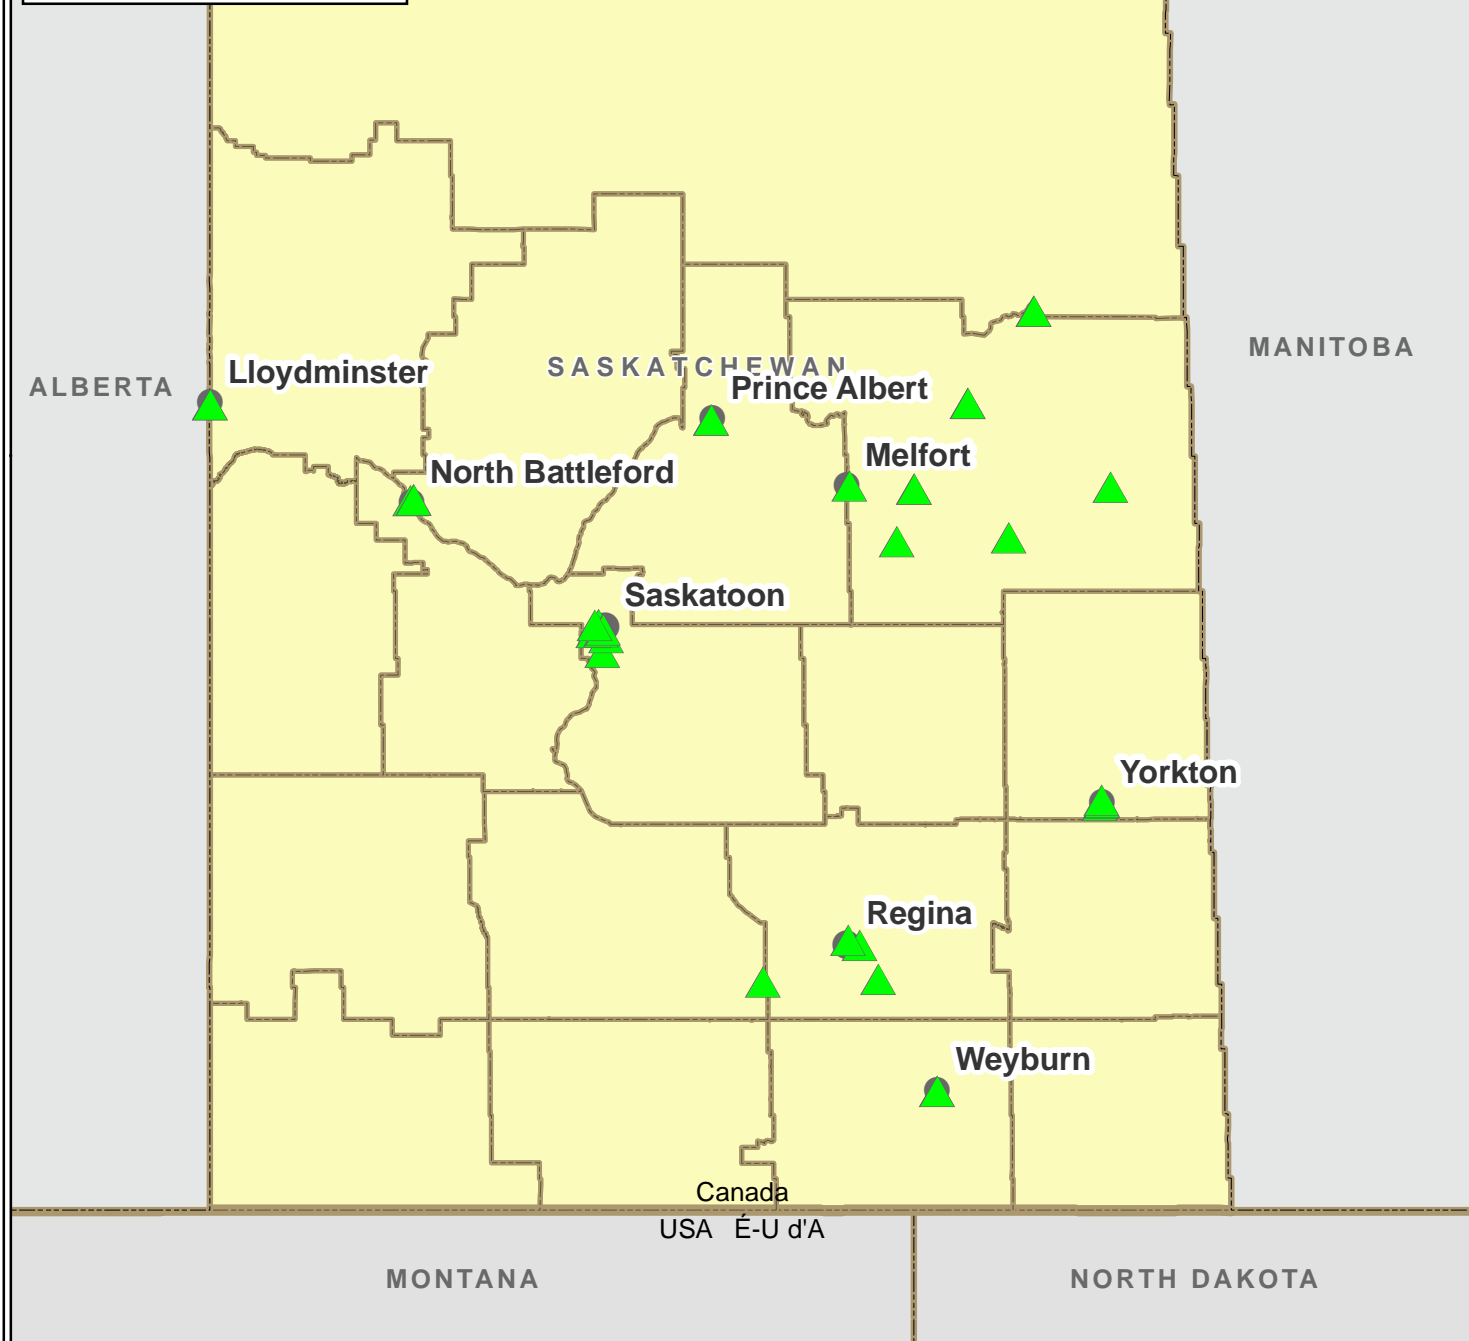 MANITOBA
SASKATCHEWAN
Lloydminster
ALBERTA
Prince Albert
Melfort
North Battleford
Saskatoon
Yorkton
Regina
Weyburn
Canada
USA É-U d'A
MONTANA
NORTH DAKOTA